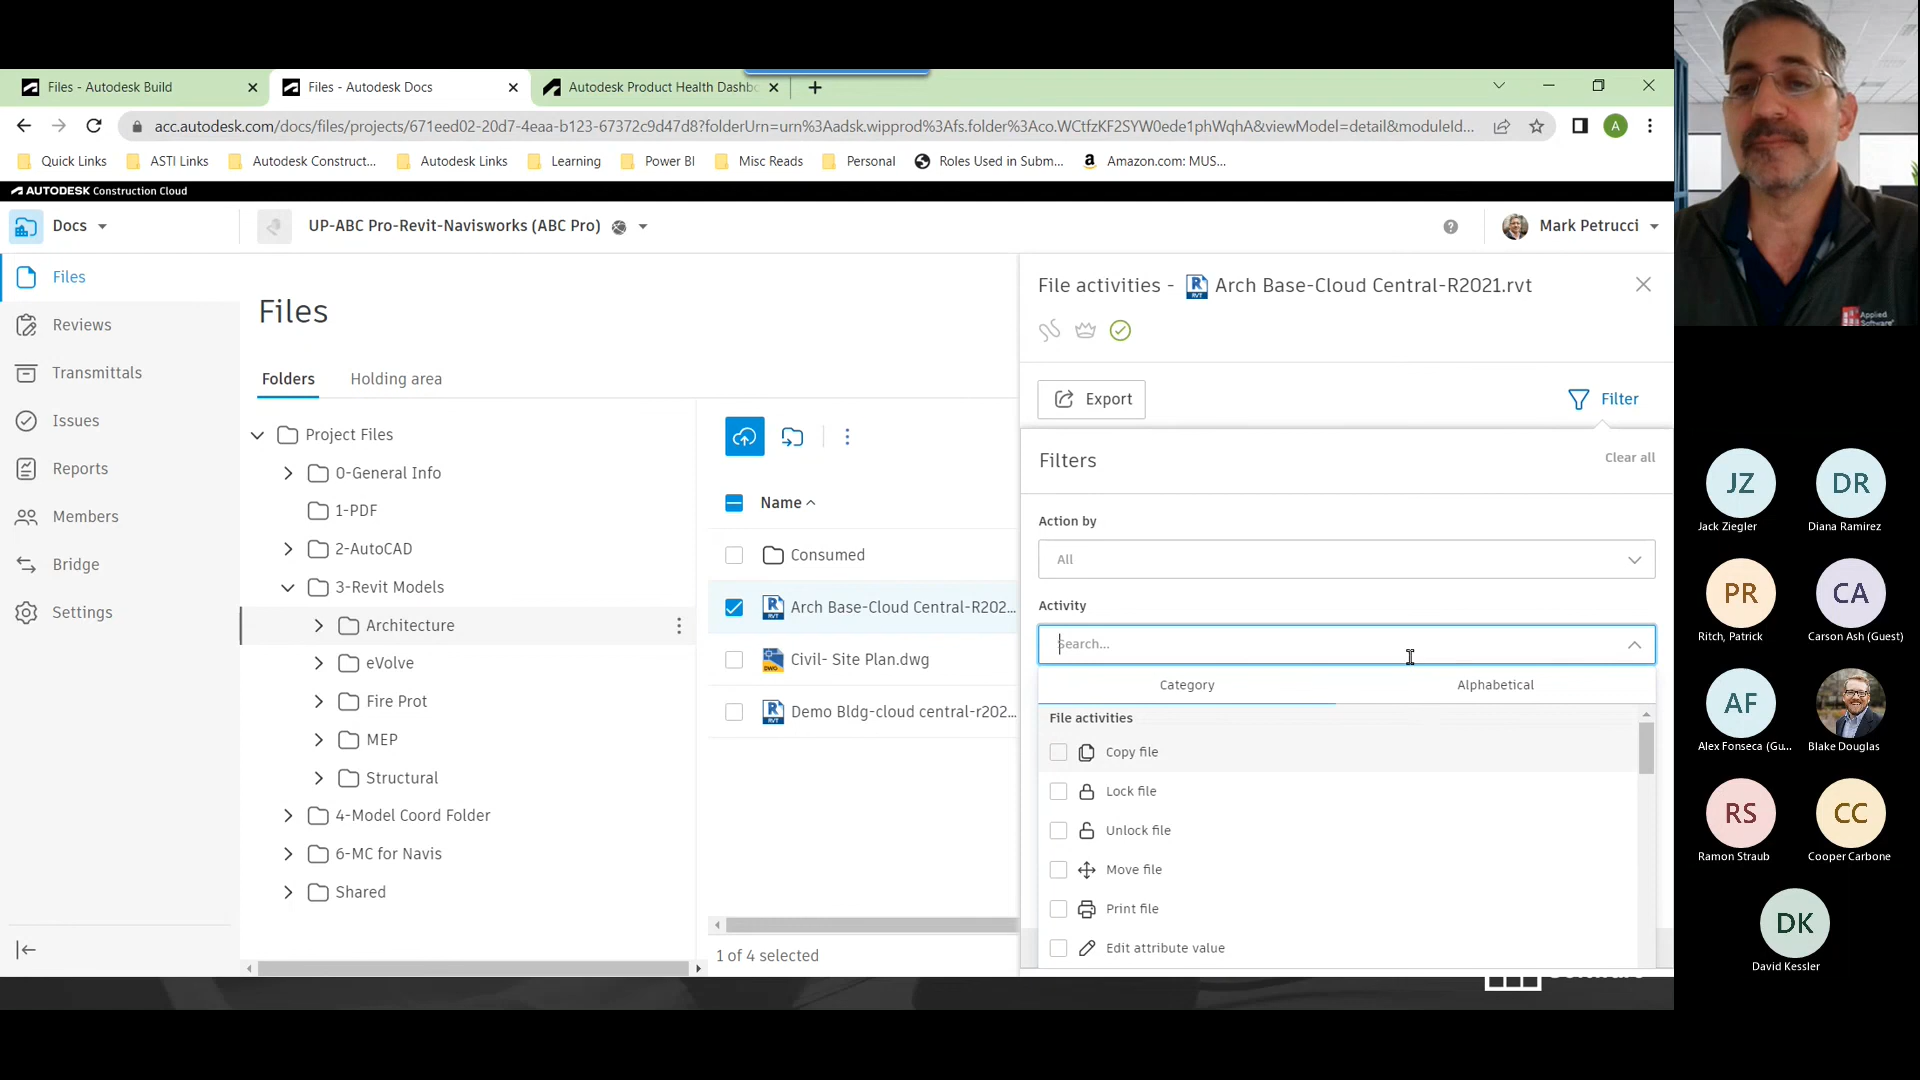 Files - Autodesk Build
Files - Autodesk Docs
Autodesk Product Health Dashbo
acc.autodesk.com/docs/files/projects/671eed02-20d7-4eaa-b123-67372c9d47d8?folderUrn=urn%3Aadsk.wipprod%3Afs.folder%3Aco.WCtfzKF2SYW0ede1phWqhA&viewModel=detail&moduleId...
A
Quick Links
ASTI Links
Autodesk Construct...
Autodesk Links
Learning
Power BI
Misc Reads
Personal
Roles Used in Subm...
Amazon.com: MUS...
AUTODESK Construction Cloud
Docs
UP-ABC Pro-Revit-Navisworks (ABC Pro)
Mark Petrucci
Files
Reviews
Transmittals
Issues
Reports
Members
Bridge
Settings
Files
Folders
Holding area
Project Files
0-General Info
1-PDF
2-AutoCAD
3-Revit Models
Architecture
eVolve
Fire Prot
MEP
Structural
4-Model Coord Folder
6-MC for Navis
Shared
Name
Consumed
Arch Base-Cloud Central-R202...
Civil- Site Plan.dwg
Demo Bldg-cloud central-r202...
1 of 4 selected
File activities - Arch Base-Cloud Central-R2021.rvt
Export
Filter
Filters
Clear all
Action by
All
Activity
Search...
Category
Alphabetical
File activities
Copy file
Lock file
Unlock file
Move file
Print file
Edit attribute value
Applied
Software
JZ
Jack Ziegler
DR
Diana Ramirez
PR
Ritch, Patrick
CA
Carson Ash (Guest)
AF
Alex Fonseca (Gu...
Blake Douglas
RS
Ramon Straub
CC
Cooper Carbone
DK
David Kessler